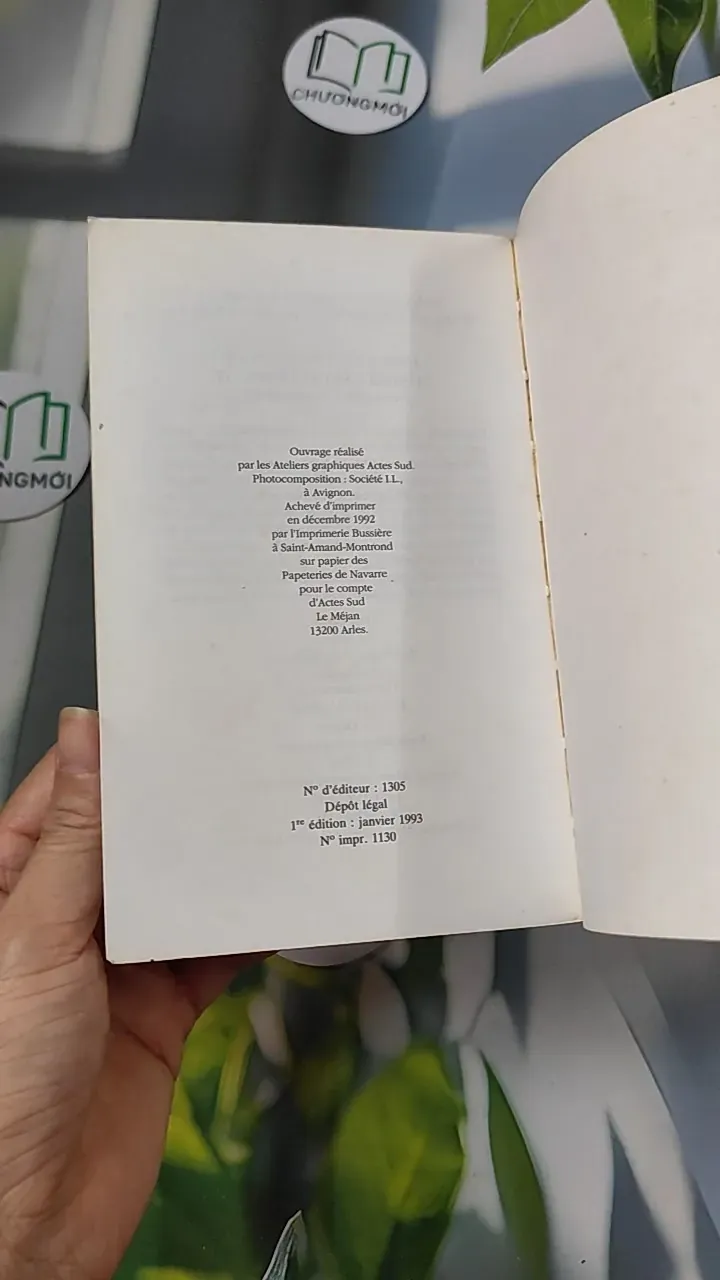 CHƯƠNGMỚI
NGMỚI
Ouvrage réalisé
par les Ateliers graphiques Actes Sud.
Photocomposition : Société I.L.,
à Avignon.
Achevé d'imprimer
en décembre 1992
par l'Imprimerie Bussière
à Saint-Amand-Montrond
sur papier des
Papeteries de Navarre
pour le compte
d'Actes Sud
Le Méjan
13200 Arles.
N° d'éditeur : 1305
Dépôt légal
1re édition : janvier 1993
N° impr. 1130